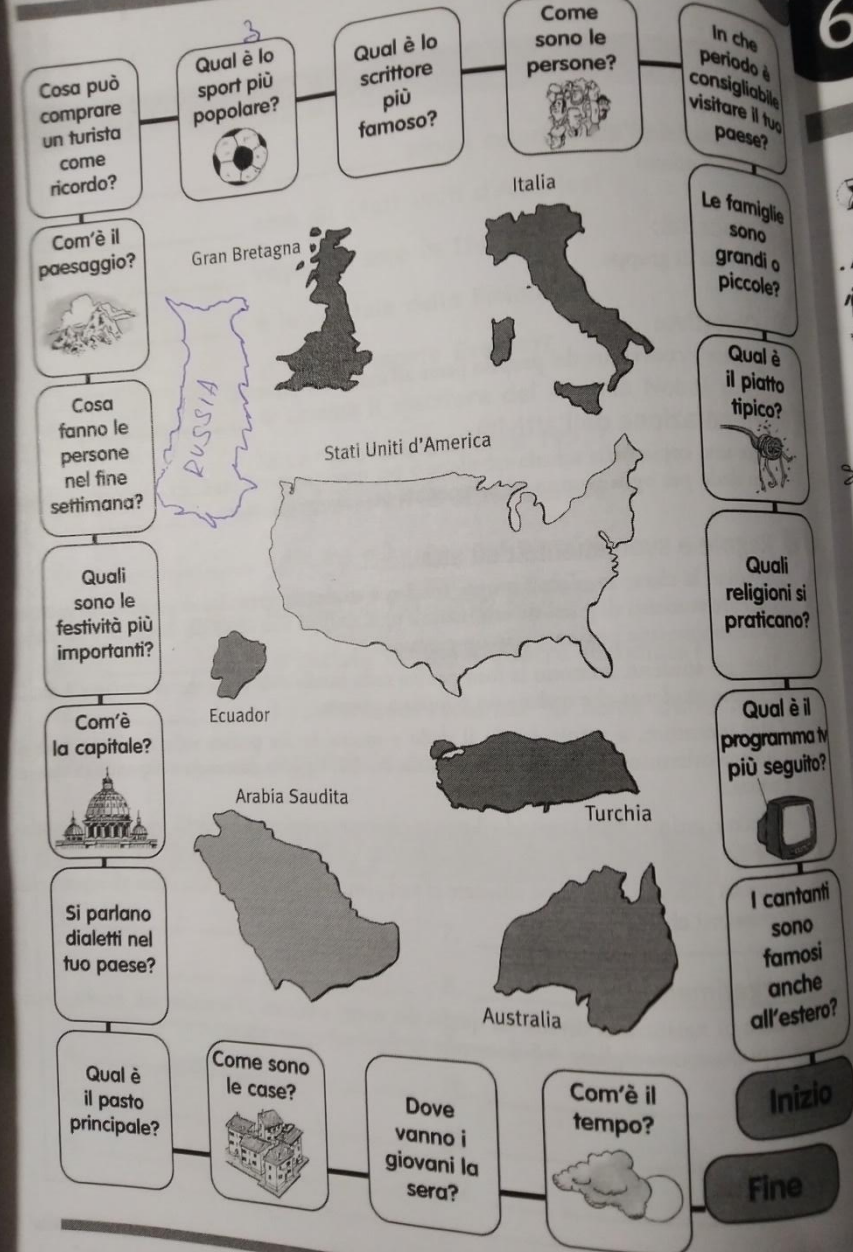 6
3
Cosa può
comprare
un turista
come
ricordo?
Qual è lo
sport più
popolare?
Qual è lo
scrittore
più
famoso?
Come
sono le
persone?
In che
periodo è
consigliabile
visitare il tuo
paese?
Com'è il
paesaggio?
Gran Bretagna
Italia
Le famiglie
sono
grandi o
piccole?
Cosa
fanno le
persone
nel fine
settimana?
RUSSIA
Stati Uniti d'America
Qual è
il piatto
tipico?
Quali
sono le
festività più
importanti?
Quali
religioni si
praticano?
Ecuador
Com'è
la capitale?
Qual è il
programma tv
più seguito?
Arabia Saudita
Turchia
Si parlano
dialetti nel
tuo paese?
Australia
I cantanti
sono
famosi
anche
all'estero?
Qual è
il pasto
principale?
Come sono
le case?
Dove
vanno i
giovani la
sera?
Com'è il
tempo?
Inizio
Fine